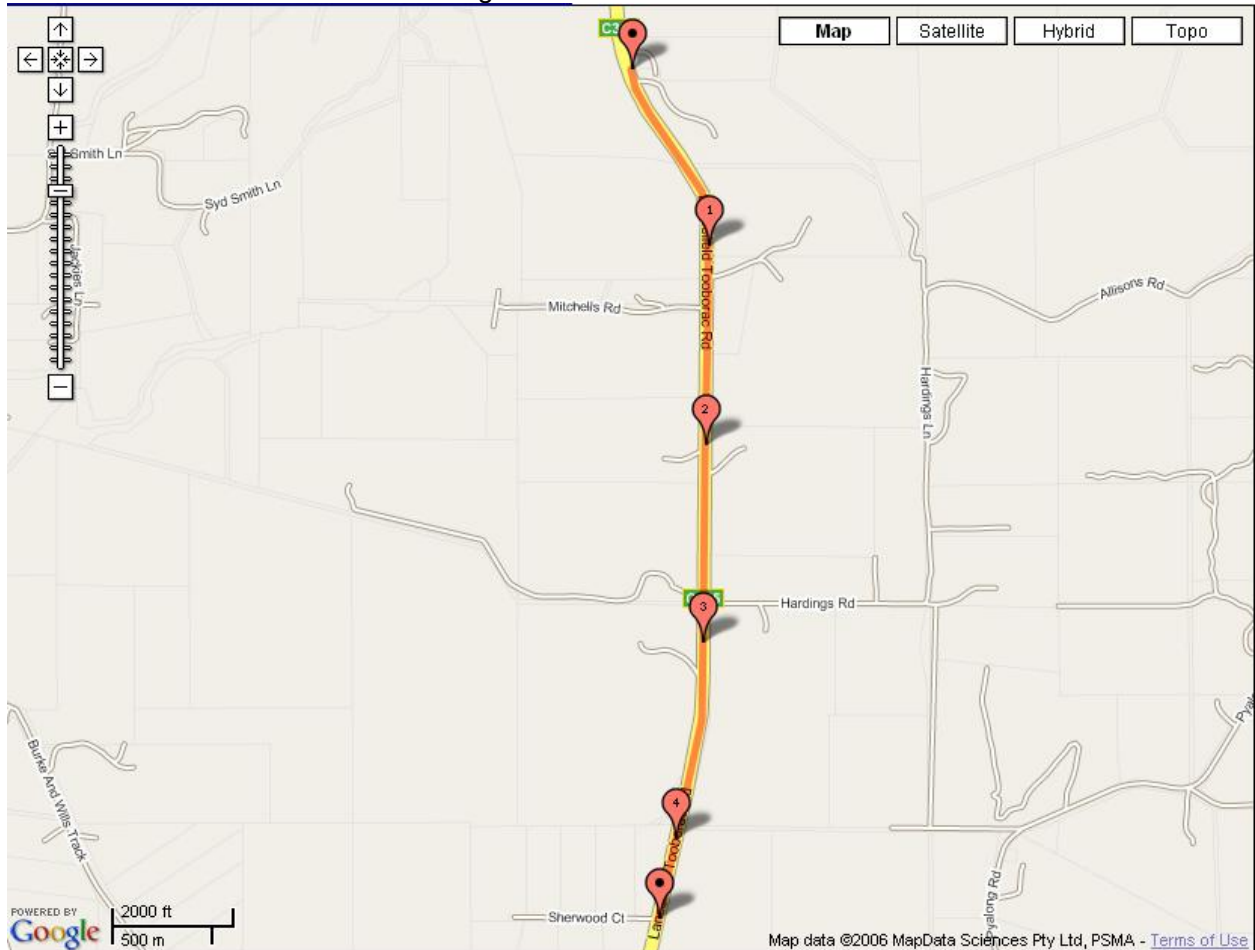 Map
Satellite
Hybrid
Topo
Smith Ln
Syd Smith Ln
Jackies Ln
1
Tooborac Rd
Mitchells Rd
Allisons Rd
2
Hardings Ln
3
Hardings Rd
Burke And Wills Track
4
Pyalong Rd
Sherwood Ct
POWERED BY
Google
2000 ft
500 m
Map data ©2006 MapData Sciences Pty Ltd, PSMA - Terms of Use